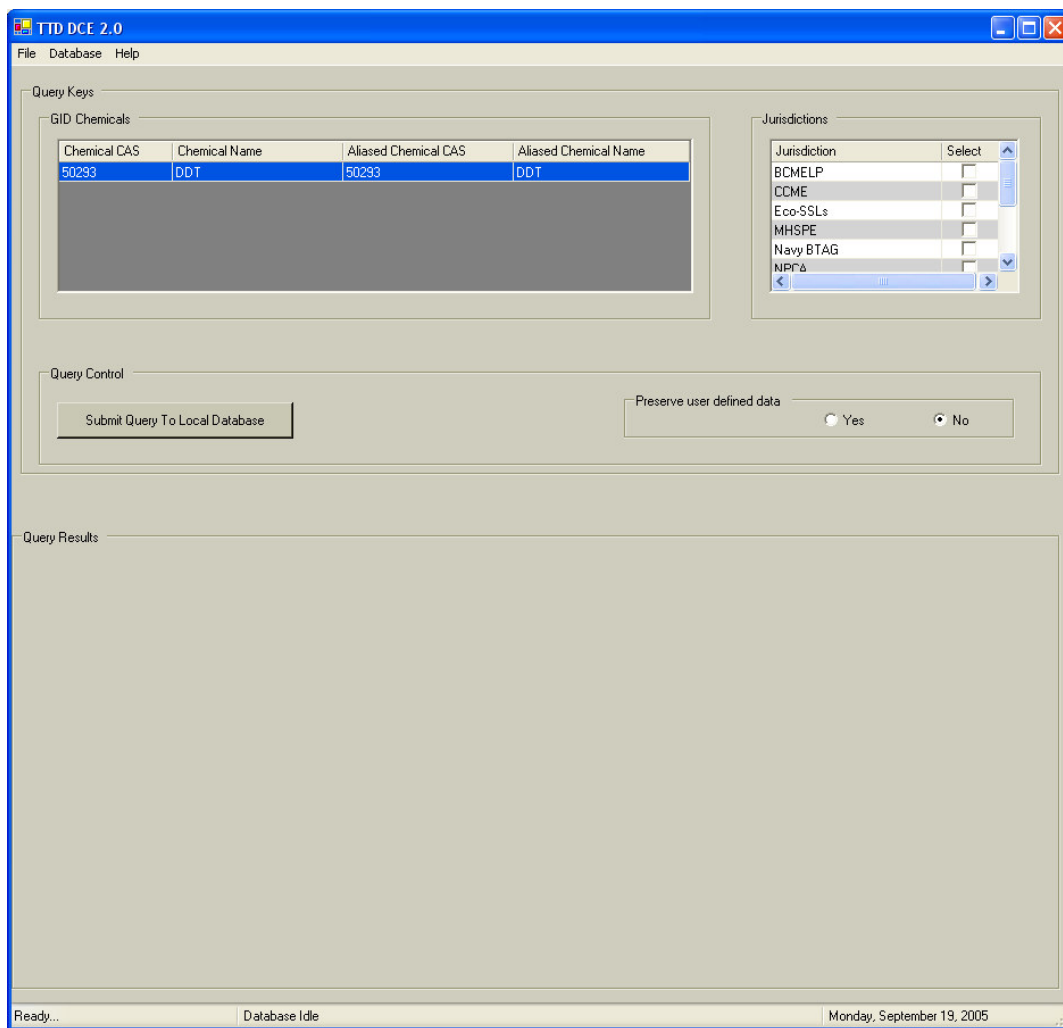 TTD DCE 2.0
File Database Help
Query Keys
GID Chemicals
Chemical CAS Chemical Name Aliased Chemical CAS Aliased Chemical Name
50293 DDT 50293 DDT
Jurisdictions
Jurisdiction Select
BCMELP
CCME
Eco-SSLs
MHSPE
Navy BTAG
NPCA
Query Control
Submit Query To Local Database
Preserve user defined data
Yes No
Query Results
Ready... Database Idle Monday, September 19, 2005